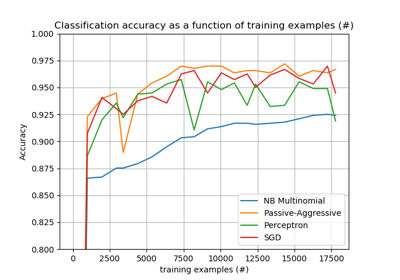 Classification accuracy as a function of training examples (#)
1.000
0.975
0.950
0.925
0.900
0.875
0.850
0.825
0.800
Accuracy
NB Multinomial
Passive-Aggressive
Perceptron
SGD
0 2500 5000 7500 10000 12500 15000 17500
training examples (#)